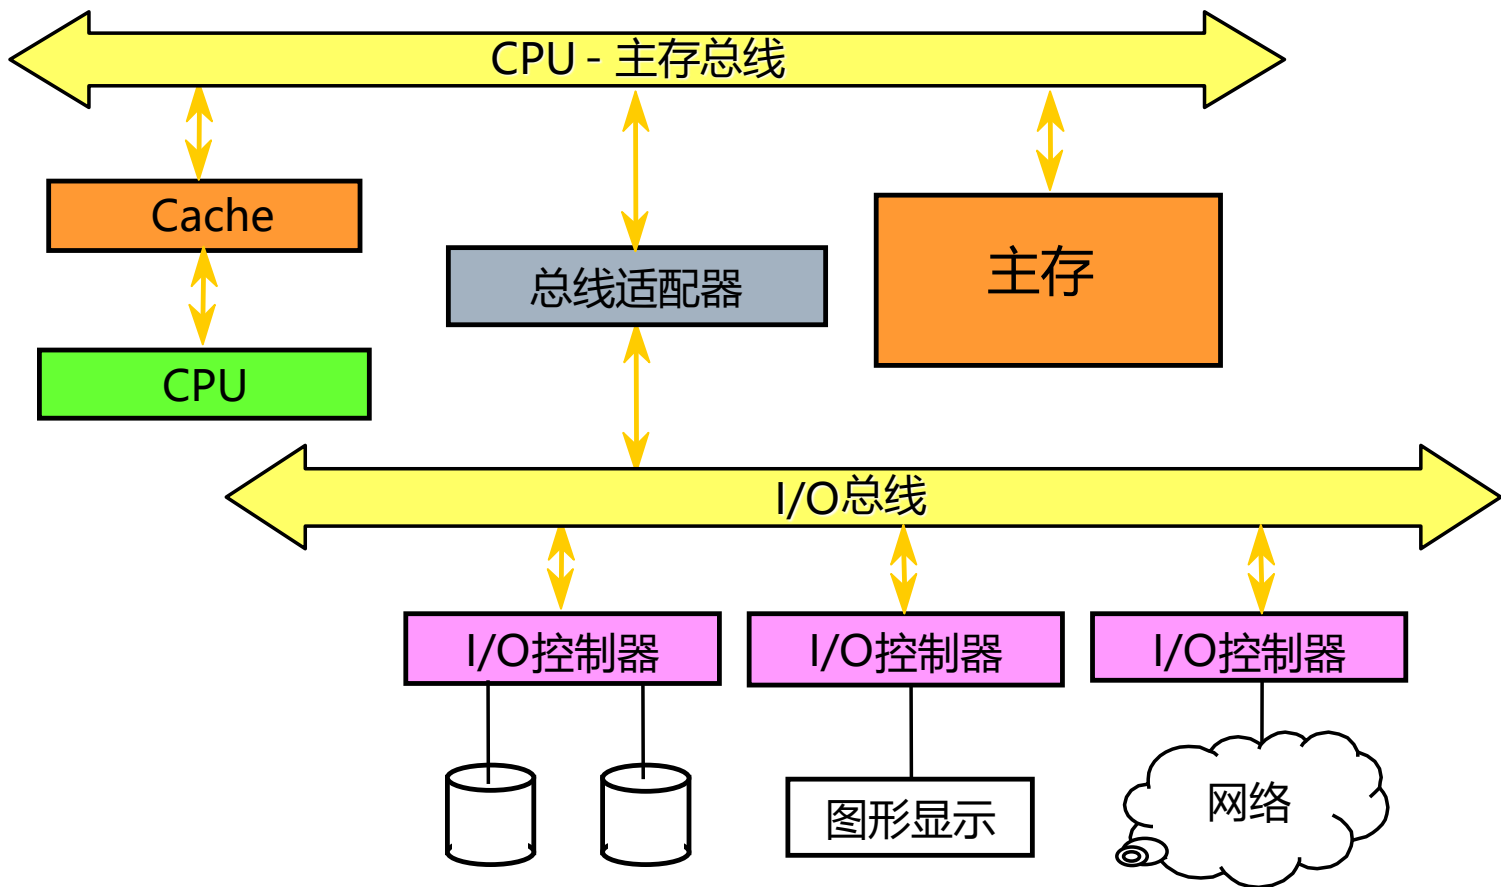 CPU - 主存总线
Cache
总线适配器
主存
CPU
I/O总线
I/O控制器
I/O控制器
I/O控制器
图形显示
网络